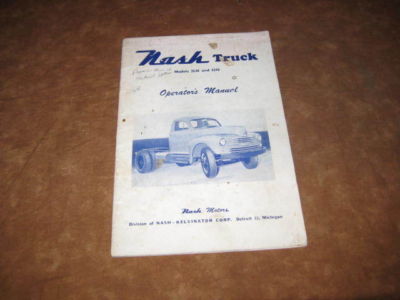 Nash Truck
Models 3148 and 3248
Operator's Manual
Nash Motors
Division of NASH-KELVINATOR CORP. Detroit 32, Michigan